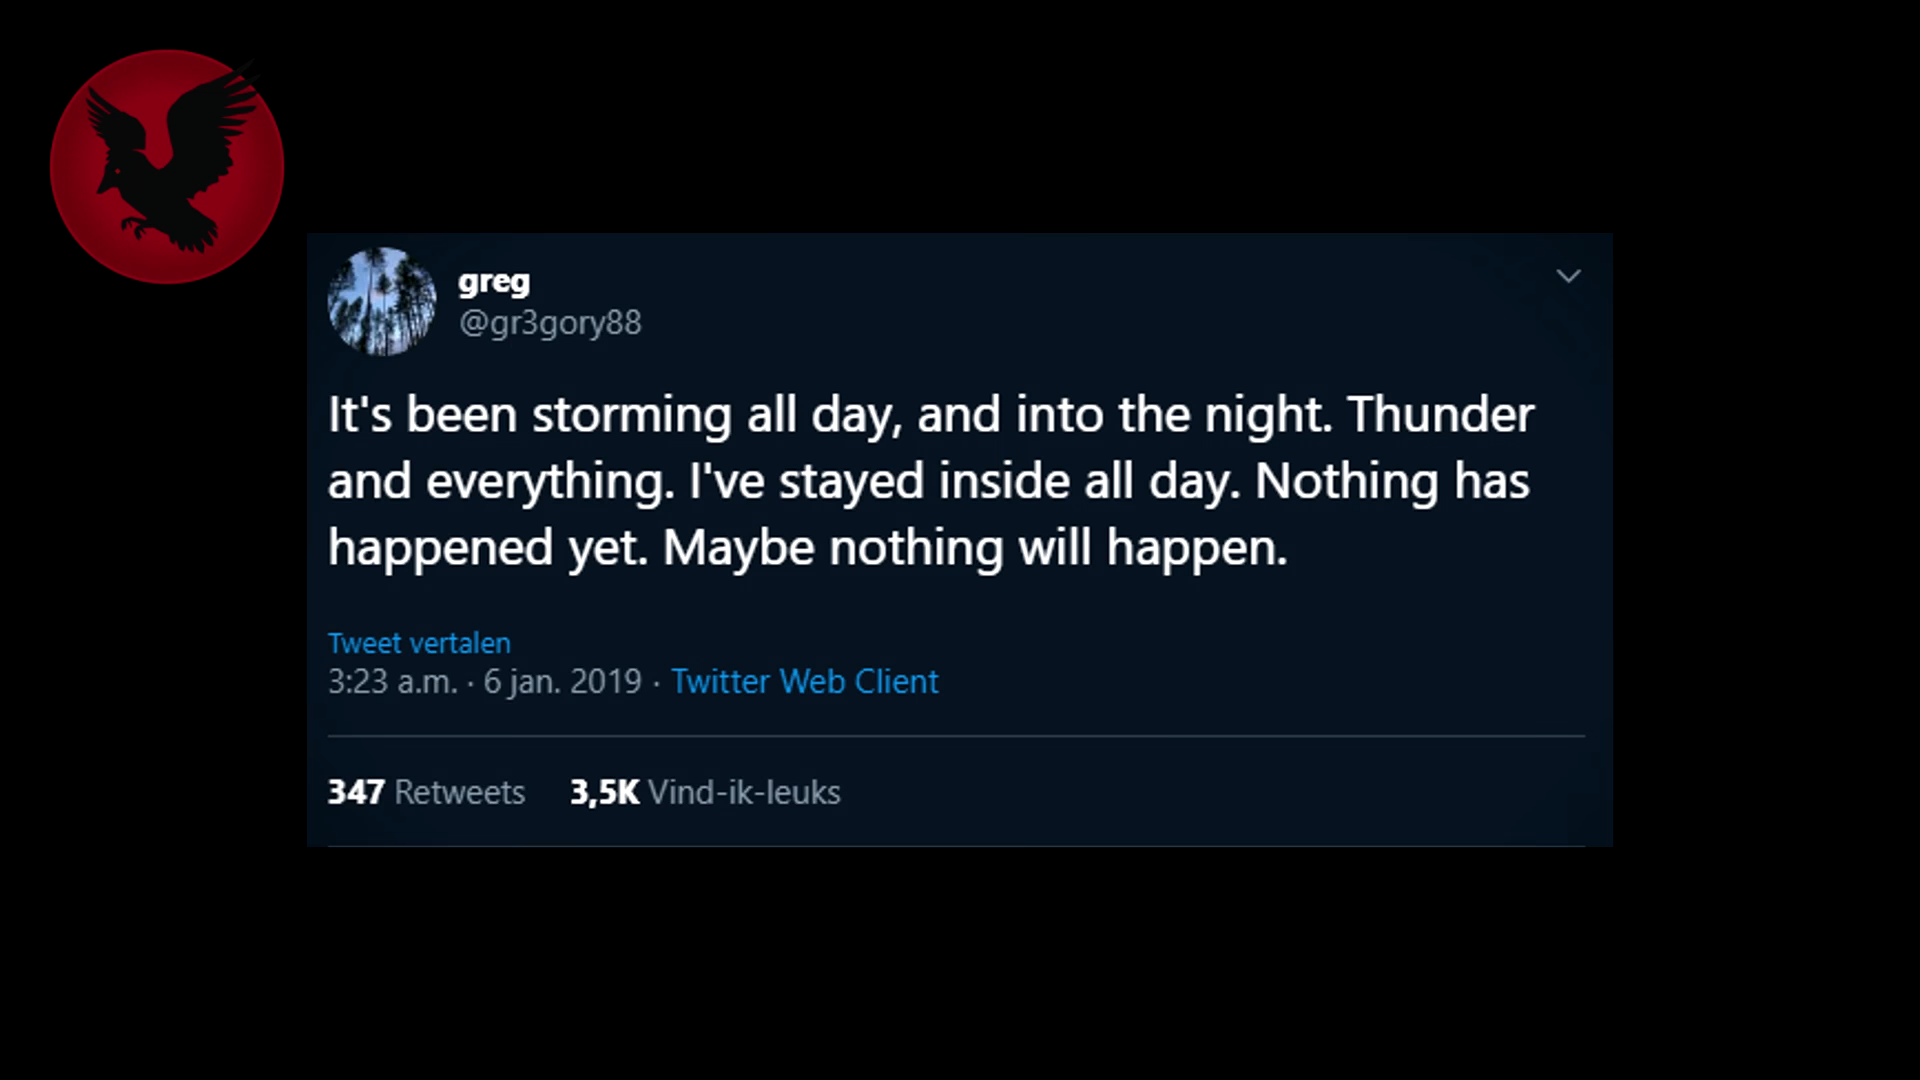 greg
@gr3gory88
It's been storming all day, and into the night. Thunder
and everything. I've stayed inside all day. Nothing has
happened yet. Maybe nothing will happen.
Tweet vertalen
3:23 a.m. · 6 jan. 2019 · Twitter Web Client
347 Retweets 3,5K Vind-ik-leuks